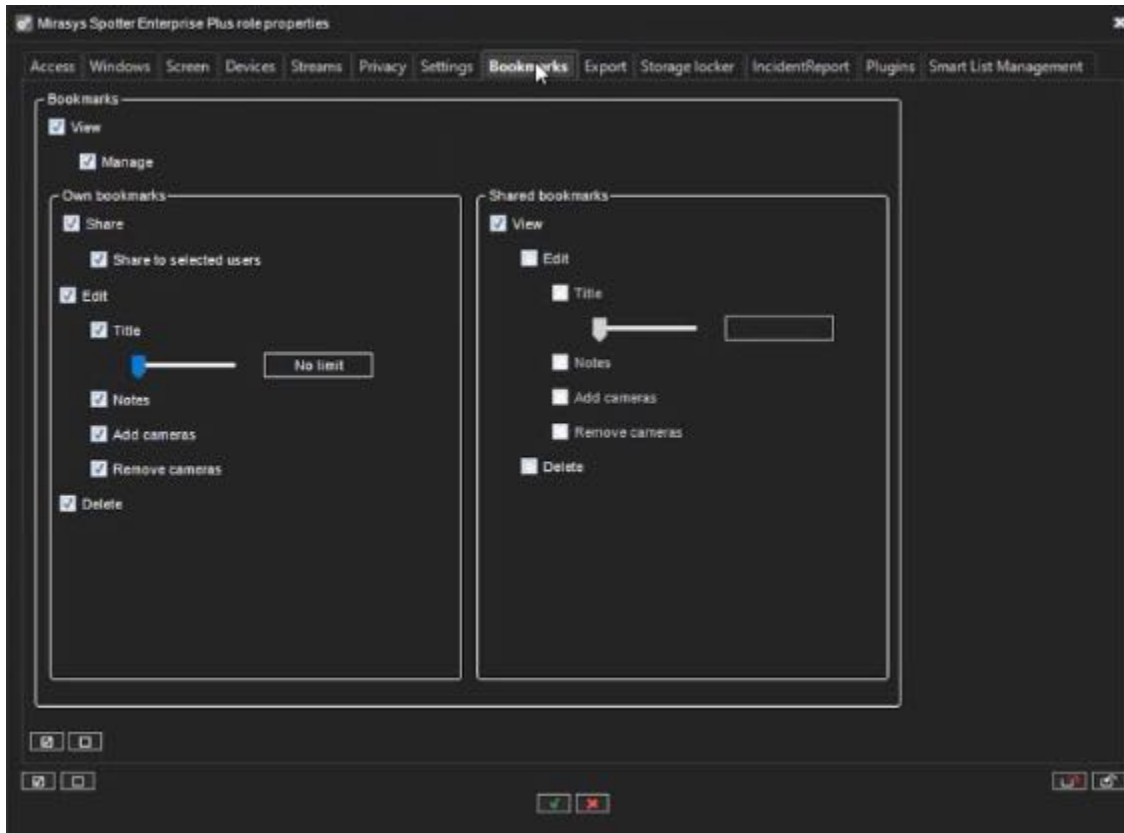 Mirasys Spotter Enterprise Plus role properties
Access Windows Screen Devices Streams Privacy Settings Bookmarks Export Storage locker IncidentReport Plugins Smart List Management
Bookmarks
View
Manage
Own bookmarks
Share
Share to selected users
Edit
Title
No limit
Notes
Add cameras
Remove cameras
Delete
Shared bookmarks
View
Edit
Title
Notes
Add cameras
Remove cameras
Delete